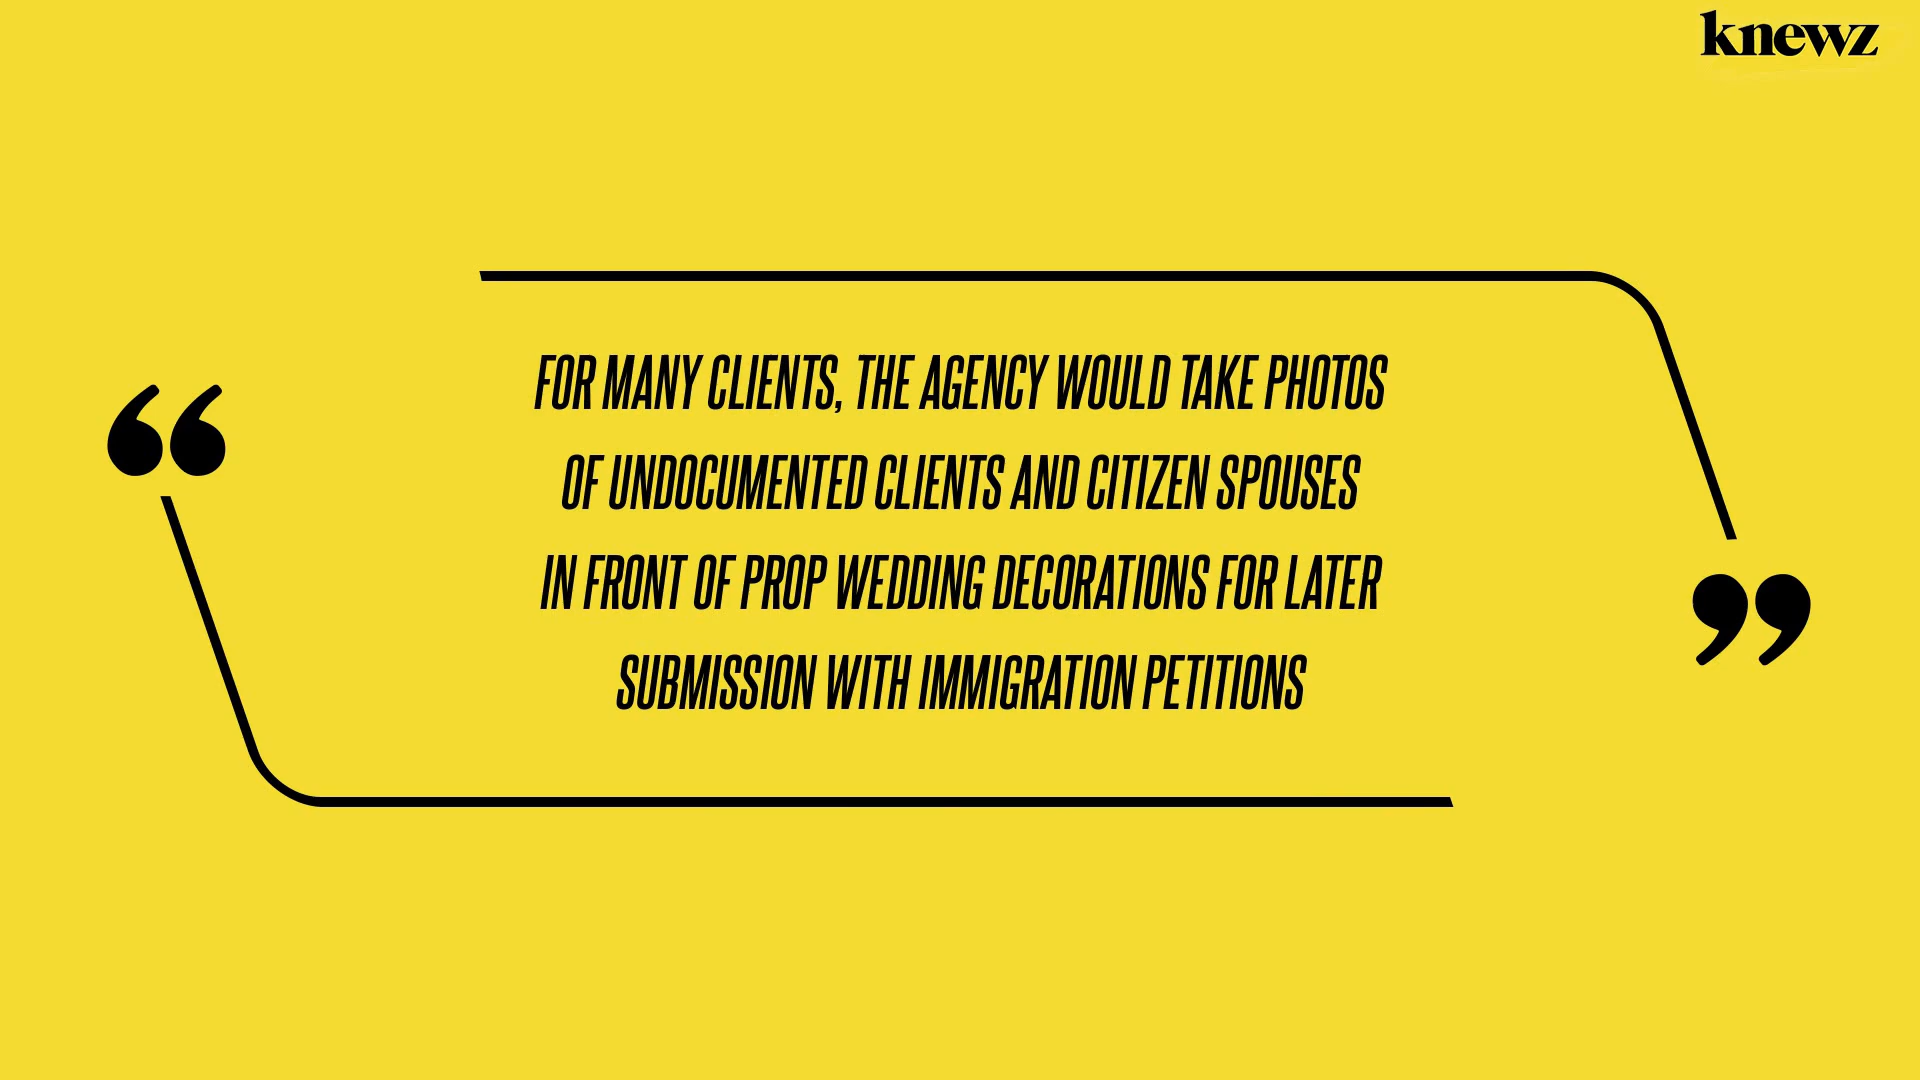 knewz
“
FOR MANY CLIENTS, THE AGENCY WOULD TAKE PHOTOS
OF UNDOCUMENTED CLIENTS AND CITIZEN SPOUSES
IN FRONT OF PROP WEDDING DECORATIONS FOR LATER
SUBMISSION WITH IMMIGRATION PETITIONS
”